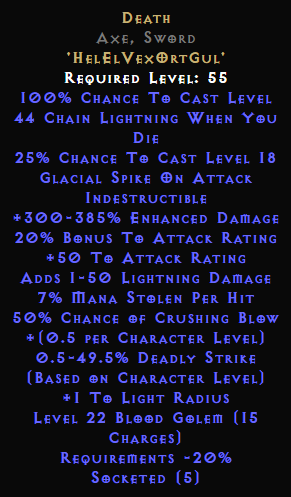 Death
Axe, Sword
'HelElVexOrtGul'
Required Level: 55
100% Chance To Cast Level
44 Chain Lightning When You
Die
25% Chance To Cast Level 18
Glacial Spike On Attack
Indestructible
+300-385% Enhanced Damage
20% Bonus To Attack Rating
+50 To Attack Rating
Adds 1-50 Lightning Damage
7% Mana Stolen Per Hit
50% Chance of Crushing Blow
+(0.5 per Character Level)
0.5-49.5% Deadly Strike
(Based on Character Level)
+1 To Light Radius
Level 22 Blood Golem (15
Charges)
Requirements -20%
Socketed (5)